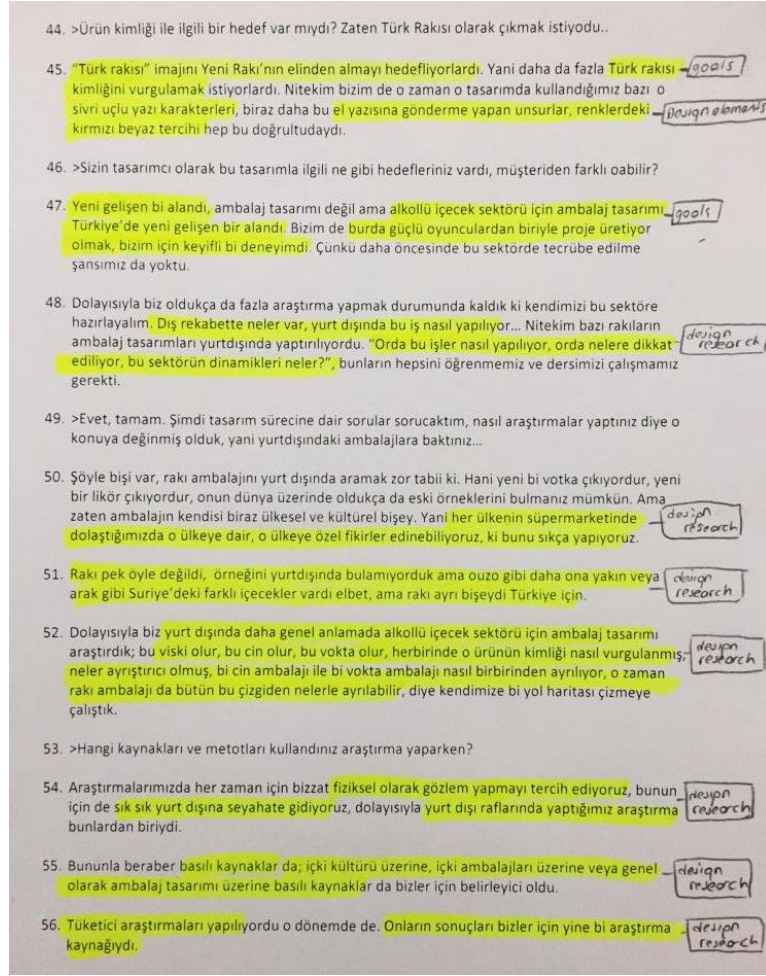 44. >Ürün kimliği ile ilgili bir hedef var mıydı? Zaten Türk Rakısı olarak çıkmak istiyodu..
45. “Türk rakısı” imajını Yeni Rakı’nın elinden almayı hedefliyorlardı. Yani daha da fazla Türk rakısı
goals
kimliğini vurgulamak istiyorlardı. Nitekim bizim de o zaman o tasarımda kullandığımız bazı o
sivri uçlu yazı karakterleri, biraz daha bu el yazısına gönderme yapan unsurlar, renklerdeki
Design elements
kırmızı beyaz tercihi hep bu doğrultudaydı.
46. >Sizin tasarımcı olarak bu tasarımla ilgili ne gibi hedefleriniz vardı, müşteriden farklı oabilir?
47. Yeni gelişen bi alandı, ambalaj tasarımı değil ama alkollü içecek sektörü için ambalaj tasarımı
goals
Türkiye’de yeni gelişen bir alandı. Bizim de burda güçlü oyunculardan biriyle proje üretiyor
olmak, bizim için keyifli bi deneyimdi. Çünkü daha öncesinde bu sektörde tecrübe edilme
şansımız da yoktu.
48. Dolayısıyla biz oldukça da fazla araştırma yapmak durumunda kaldık ki kendimizi bu sektöre
hazırlayalım. Dış rekabette neler var, yurt dışında bu iş nasıl yapılıyor... Nitekim bazı rakıların
ambalaj tasarımları yurtdışında yaptırılıyordu. “Orda bu işler nasıl yapılıyor, orda nelere dikkat
design
research
ediliyor, bu sektörün dinamikleri neler?”, bunların hepsini öğrenmemiz ve dersimizi çalışmamız
gerekti.
49. >Evet, tamam. Şimdi tasarım sürecine dair sorular sorucaktım, nasıl araştırmalar yaptınız diye o
konuya değinmiş olduk, yani yurtdışındaki ambalajlara baktınız...
50. Şöyle bişi var, rakı ambalajını yurt dışında aramak zor tabii ki. Hani yeni bi votka çıkıyordur, yeni
bir likör çıkıyordur, onun dünya üzerinde oldukça da eski örneklerini bulmanız mümkün. Ama
zaten ambalajın kendisi biraz ülkesel ve kültürel bişey. Yani her ülkenin süpermarketinde
design
research
dolaştığımızda o ülkeye dair, o ülkeye özel fikirler edinebiliyoruz, ki bunu sıkça yapıyoruz.
51. Rakı pek öyle değildi, örneğini yurtdışında bulamıyorduk ama ouzo gibi daha ona yakın veya
design
research
arak gibi Suriye’deki farklı içecekler vardı elbet, ama rakı ayrı bişeydi Türkiye için.
52. Dolayısıyla biz yurt dışında daha genel anlamada alkollü içecek sektörü için ambalaj tasarımı
araştırdık; bu viski olur, bu cin olur, bu vokta olur, herbirinde o ürünün kimliği nasıl vurgulanmış,
design
research
neler ayrıştırıcı olmuş, bi cin ambalajı ile bi vokta ambalajı nasıl birbirinden ayrılıyor, o zaman
rakı ambalajı da bütün bu çizgiden nelerle ayrılabilir, diye kendimize bi yol haritası çizmeye
çalıştık.
53. >Hangi kaynakları ve metotları kullandınız araştırma yaparken?
54. Araştırmalarımızda her zaman için bizzat fiziksel olarak gözlem yapmayı tercih ediyoruz, bunun
design
research
için de sık sık yurt dışına seyahate gidiyoruz, dolayısıyla yurt dışı raflarında yaptığımız araştırma
bunlardan biriydi.
55. Bununla beraber basılı kaynaklar da; içki kültürü üzerine, içki ambalajları üzerine veya genel
design
research
olarak ambalaj tasarımı üzerine basılı kaynaklar da bizler için belirleyici oldu.
56. Tüketici araştırmaları yapılıyordu o dönemde de. Onların sonuçları bizler için yine bi araştırma
design
research
kaynağıydı.